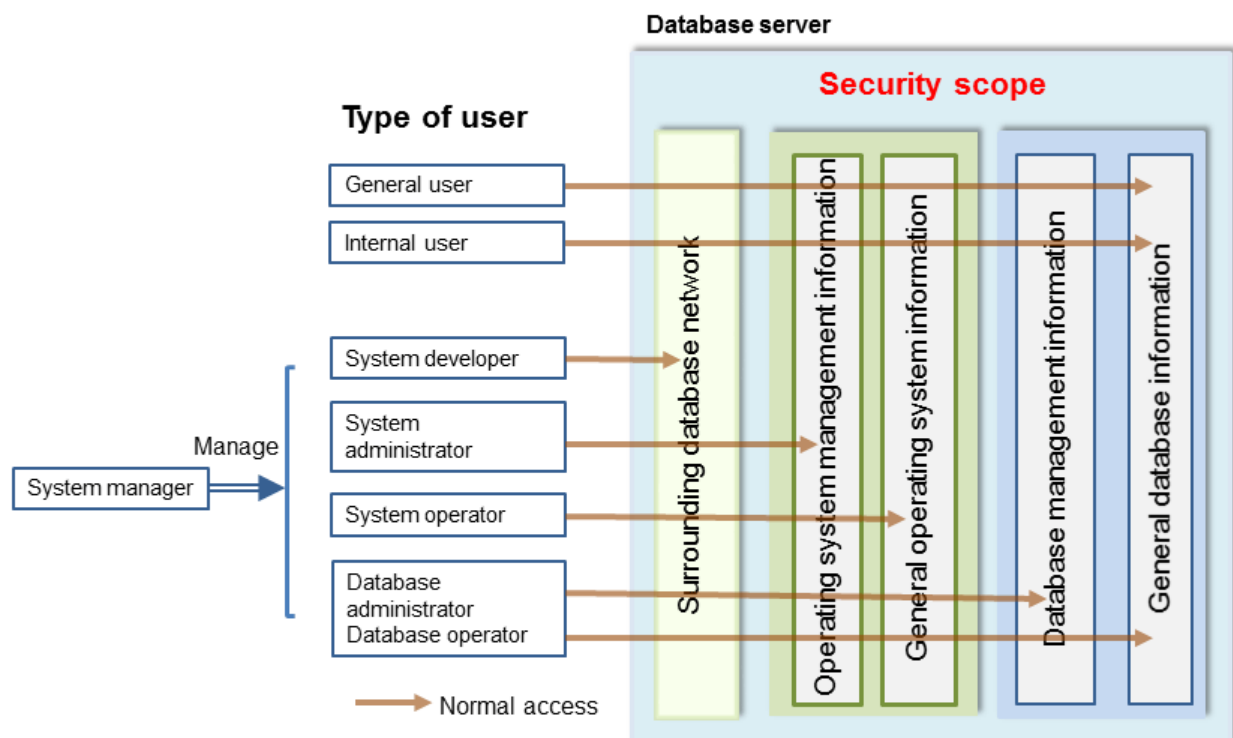 Database server
Security scope
Type of user
General user
Internal user
System developer
System
administrator
System operator
Database
administrator
Database operator
Manage
System manager
Normal access
Surrounding database network
Operating system management information
General operating system information
Database management information
General database information